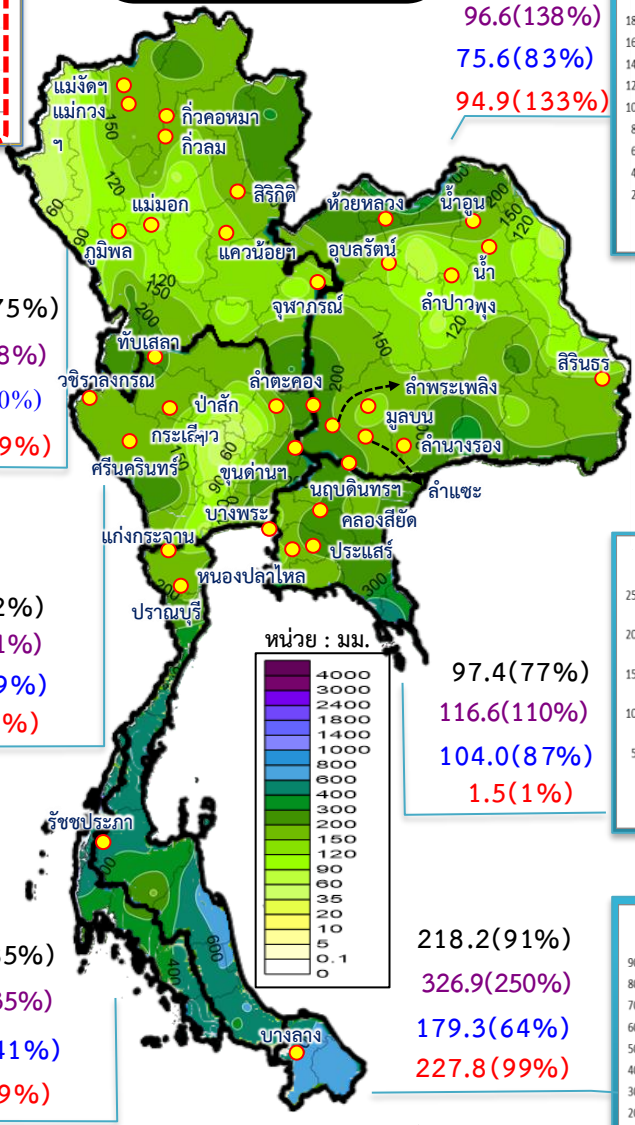 96.6(138%)
75.6(83%)
94.9(133%)
แม่งัดฯ
แม่กวง
ฯ
กิ่วคอหมา
กิ่วลม
สิริกิติ
แม่มอก
ภูมิพล
แควน้อยฯ
ห้วยหลวง
น้ำอูน
อุบลรัตน์
น้ำ
พุง
ลำปาว
จุฬาภรณ์
สิรินธร
75%)
8%)
0%)
9%)
ทับเสลา
วชิราลงกรณ
ป่าสัก
ลำตะคอง
ลำพระเพลิง
มูลบน
ลำนางรอง
ศรีนครินทร์
ขุนด่านฯ
นฤบดินทรฯ
ลำแซะ
คลองสียัด
บางพระ
ประแสร์
หนองปลาไหล
แก่งกระจาน
ปราณบุรี
2%)
1%)
9%)
%)
หน่วย : มม.
4000
3000
2400
1800
1400
1000
800
600
400
300
200
150
120
90
60
35
20
10
5
0.1
0
97.4(77%)
116.6(110%)
104.0(87%)
1.5(1%)
รัชชประภา
บางลาง
5%)
35%)
41%)
9%)
218.2(91%)
326.9(250%)
179.3(64%)
227.8(99%)